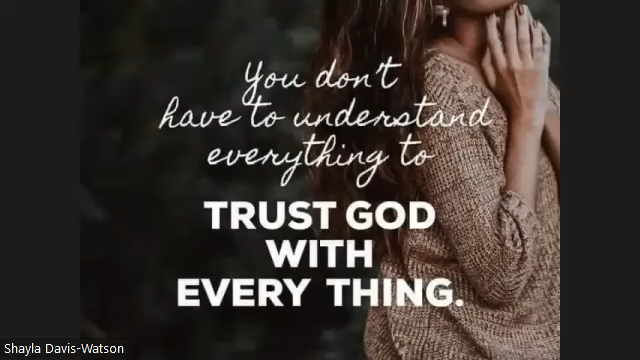 You don't
have to understand
everything to
TRUST GOD
WITH
EVERY THING.
Shayla Davis-Watson